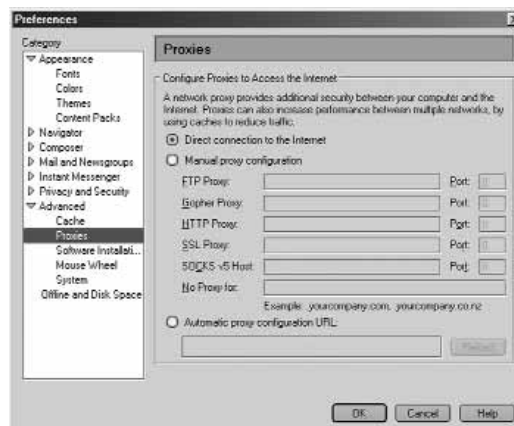 Preferences
Category
Appearance
Fonts
Colors
Themes
Content Packs
Navigator
Composer
Mail and Newsgroups
Instant Messenger
Privacy and Security
Advanced
Cache
Proxies
Software Installati...
Mouse Wheel
System
Offline and Disk Space
Proxies
Configure Proxies to Access the Internet
A network proxy provides additional security between your computer and the
Internet. Proxies can also increase performance between multiple networks, by
using caches to reduce traffic.
Direct connection to the Internet
Manual proxy configuration
FTP Proxy: Port:
Gopher Proxy: Port:
HTTP Proxy: Port:
SSL Proxy: Port:
SOCKS v5 Host: Port:
No Proxy for:
Example: .yourcompany.com, .yourcompany.co.nz
Automatic proxy configuration URL:
OK Cancel Help